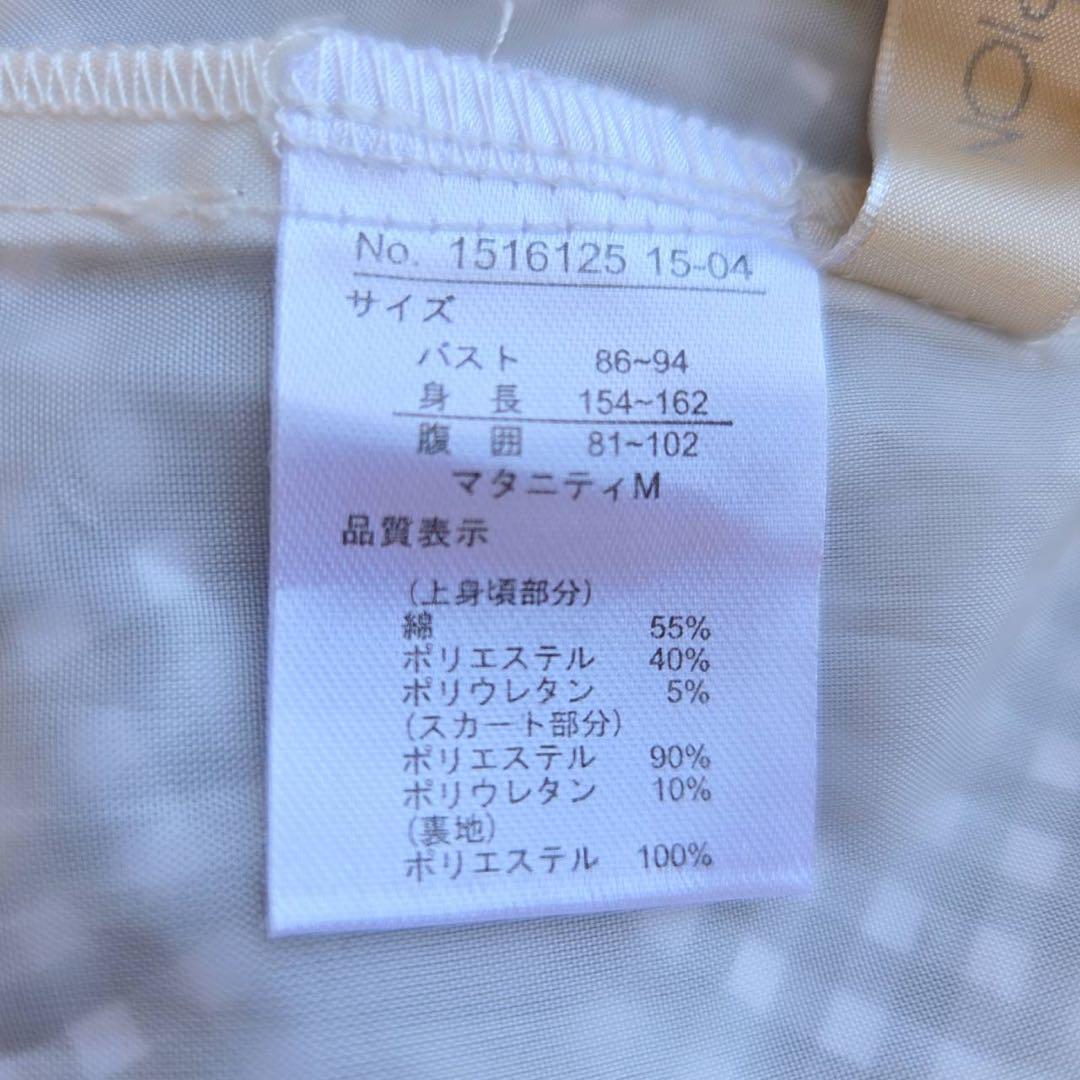 No. 1516125 15-04
サイズ
バスト 86~94
身 長 154~162
腹 囲 81~102
マタニティM
品質表示
(上身頃部分)
綿 55%
ポリエステル 40%
ポリウレタン 5%
(スカート部分)
ポリエステル 90%
ポリウレタン 10%
(裏地)
ポリエステル 100%